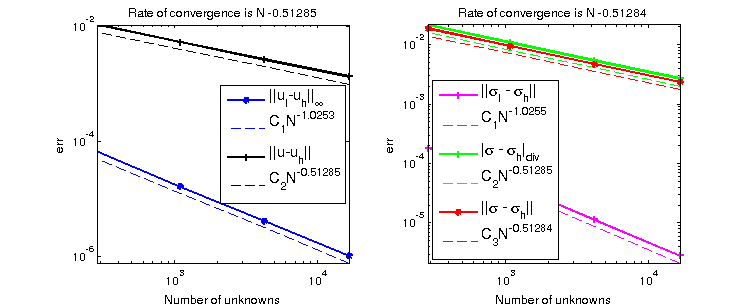 Rate of convergence is N -0.51285
10^-2
10^-4
10^-6
err
10^3
10^4
Number of unknowns
||u_I-u_h||_∞
C_1N^-1.0253
||u-u_h||
C_2N^-0.51285
Rate of convergence is N -0.51284
10^-2
10^-3
10^-4
10^-5
err
10^3
10^4
Number of unknowns
||σ_I - σ_h||
C_1N^-1.0255
|σ - σ_h|_div
C_2N^-0.51285
||σ - σ_h||
C_3N^-0.51284